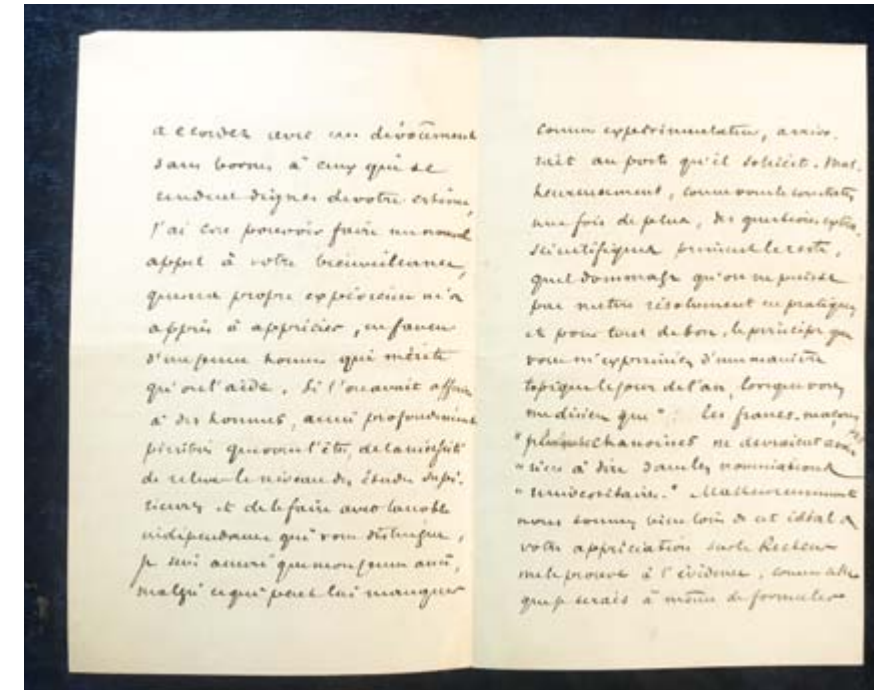 accorder avec un dévoûment
sans bornes à ceux qui se
rendent dignes de votre estime,
j'ai cru pouvoir faire un nouvel
appel à votre bienveillance,
que ma propre expérience m'a
appris à apprécier, en faveur
d'un jeune homme qui mérite
qu'on l'aide. Si l'on avait affaire
à des hommes, aussi profondément
pénétrés que vous l'êtes, de la nécessité
de relever le niveau des études supé-
rieures et de le faire avec la noble
indépendance qui vous distingue,
je suis assuré que mon jeune ami,
malgré ce qui peut lui manquer
comme expérimentateur, arrive-
rait au poste qu'il sollicite. Mal-
heureusement, comme vous le constatez
une fois de plus, des questions extra-
scientifiques priment le reste,
quel dommage qu'on ne puisse
pas mettre résolument en pratique,
et pour tout de bon, le principe que
vous m'exprimiez d'une manière
topique le jour de l'an, lorsque vous
me disiez que " les francs-maçons
" chanoines ne devraient
" rien à dire dans les nominations
" universitaires. " Malheureusement
nous sommes bien loin de cet idéal &
votre appréciation sur le Recteur
me le prouve à l'évidence, comme celle
que je serais à même de formuler